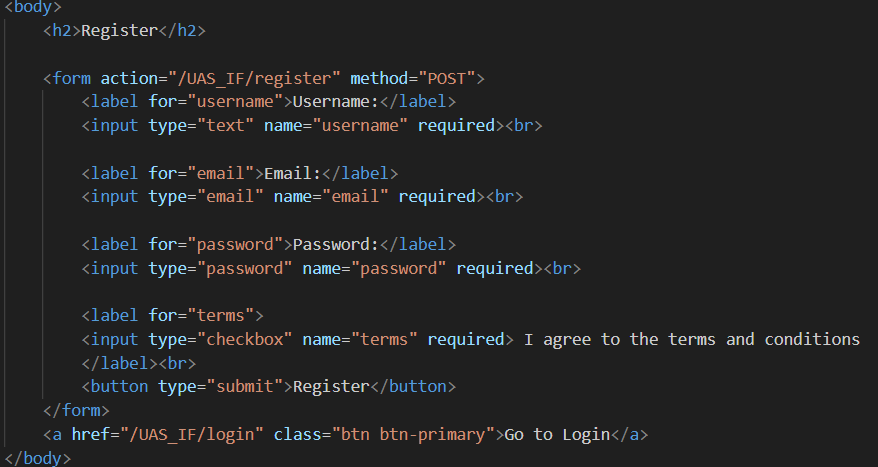 <body>
<h2>Register</h2>
<form action="/UAS_IF/register" method="POST">
<label for="username">Username:</label>
<input type="text" name="username" required><br>
<label for="email">Email:</label>
<input type="email" name="email" required><br>
<label for="password">Password:</label>
<input type="password" name="password" required><br>
<label for="terms">
<input type="checkbox" name="terms" required> I agree to the terms and conditions
</label><br>
<button type="submit">Register</button>
</form>
<a href="/UAS_IF/login" class="btn btn-primary">Go to Login</a>
</body>